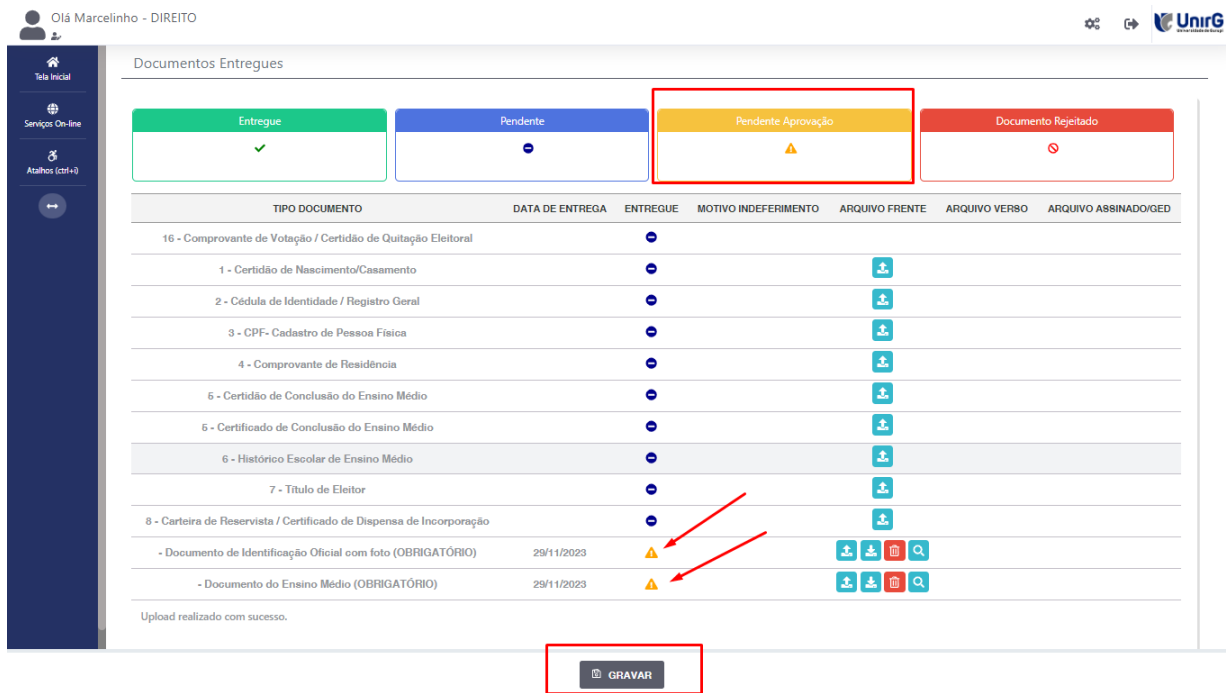 Olá Marcelinho - DIREITO
UnirG
Tela Inicial
Serviços On-line
Atalhos (ctrl+i)
Documentos Entregues
Entregue
Pendente
Pendente Aprovação
Documento Rejeitado
TIPO DOCUMENTO DATA DE ENTREGA ENTREGUE MOTIVO INDEFERIMENTO ARQUIVO FRENTE ARQUIVO VERSO ARQUIVO ASSINADO/GED
16 - Comprovante de Votação / Certidão de Quitação Eleitoral
1 - Certidão de Nascimento/Casamento
2 - Cédula de Identidade / Registro Geral
3 - CPF- Cadastro de Pessoa Física
4 - Comprovante de Residência
5 - Certidão de Conclusão do Ensino Médio
5 - Certificado de Conclusão do Ensino Médio
6 - Histórico Escolar de Ensino Médio
7 - Título de Eleitor
8 - Carteira de Reservista / Certificado de Dispensa de Incorporação
- Documento de Identificação Oficial com foto (OBRIGATÓRIO) 29/11/2023
- Documento do Ensino Médio (OBRIGATÓRIO) 29/11/2023
Upload realizado com sucesso.
GRAVAR